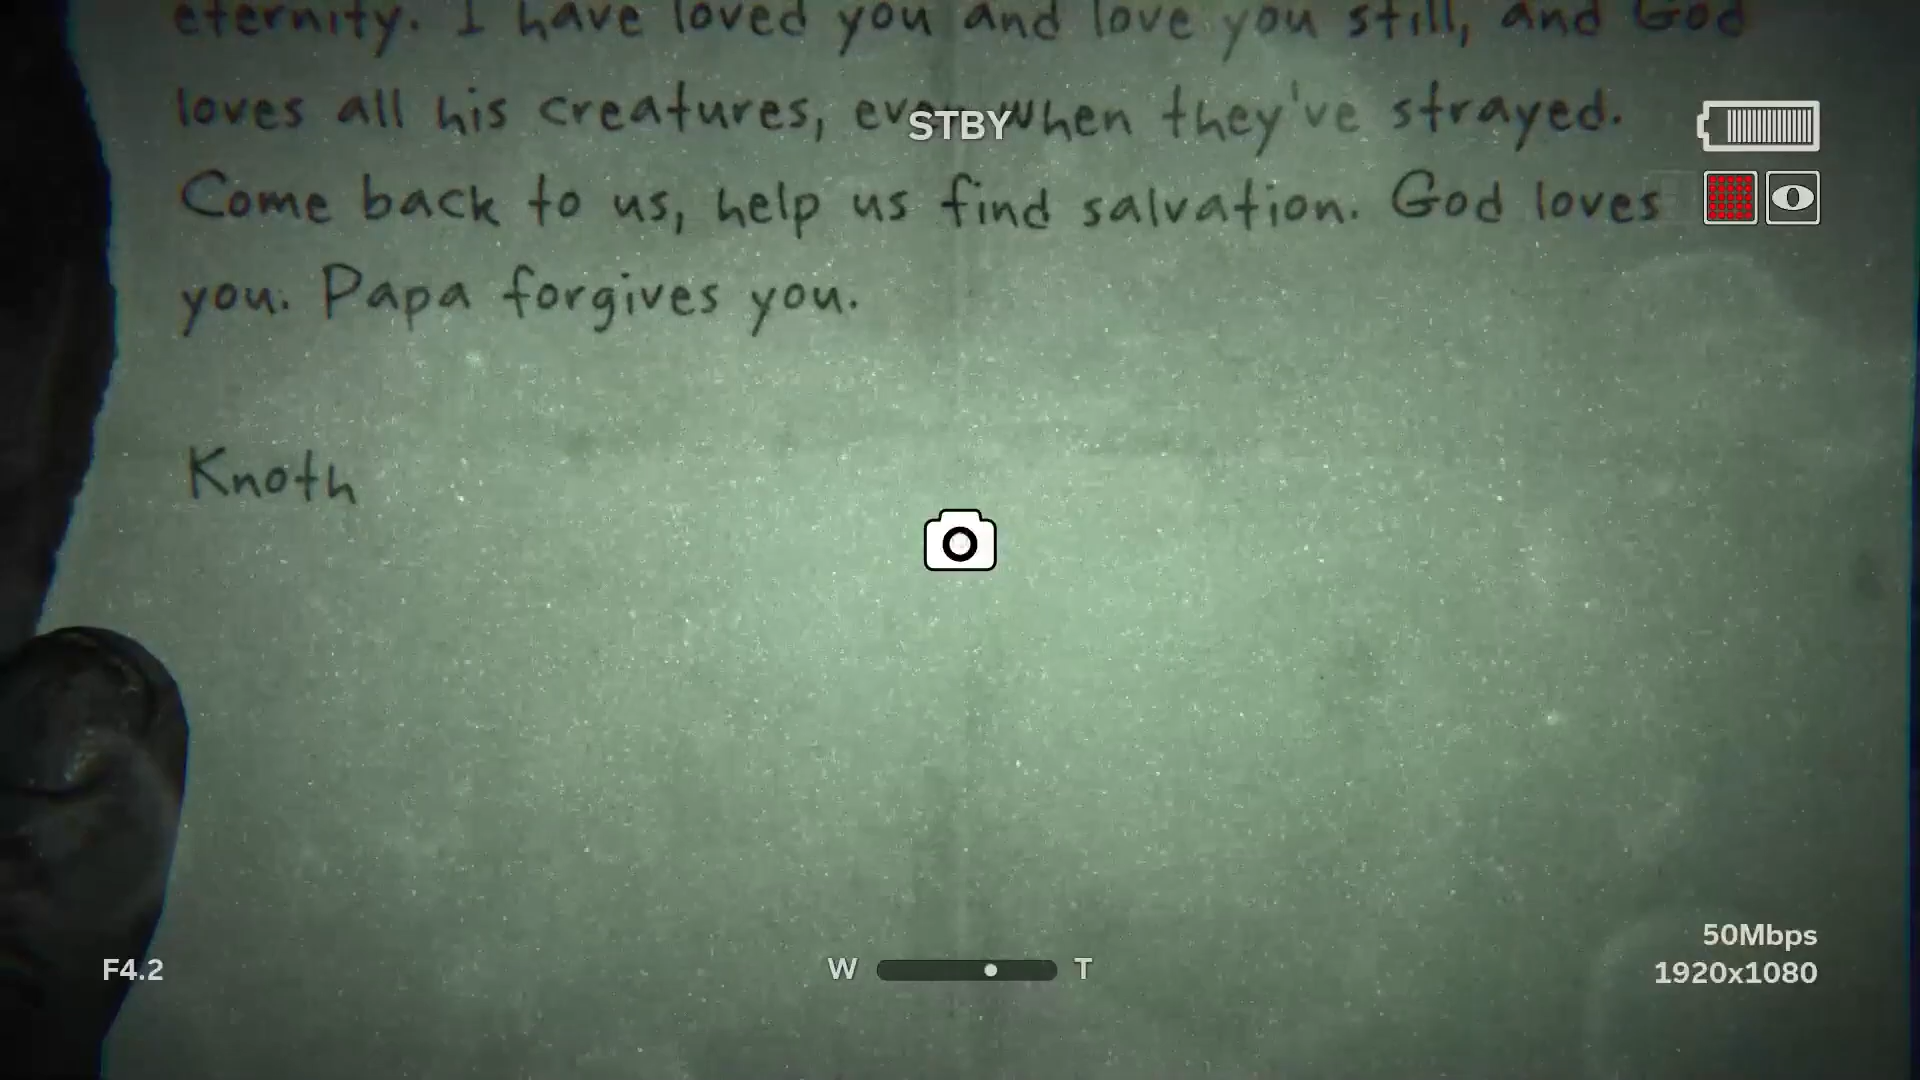 eternity. I have loved you and love you still, and God
loves all his creatures, even when they've strayed.
STBY
Come back to us, help us find salvation. God loves
you. Papa forgives you.
Knoth
F4.2
W
T
50Mbps
1920x1080